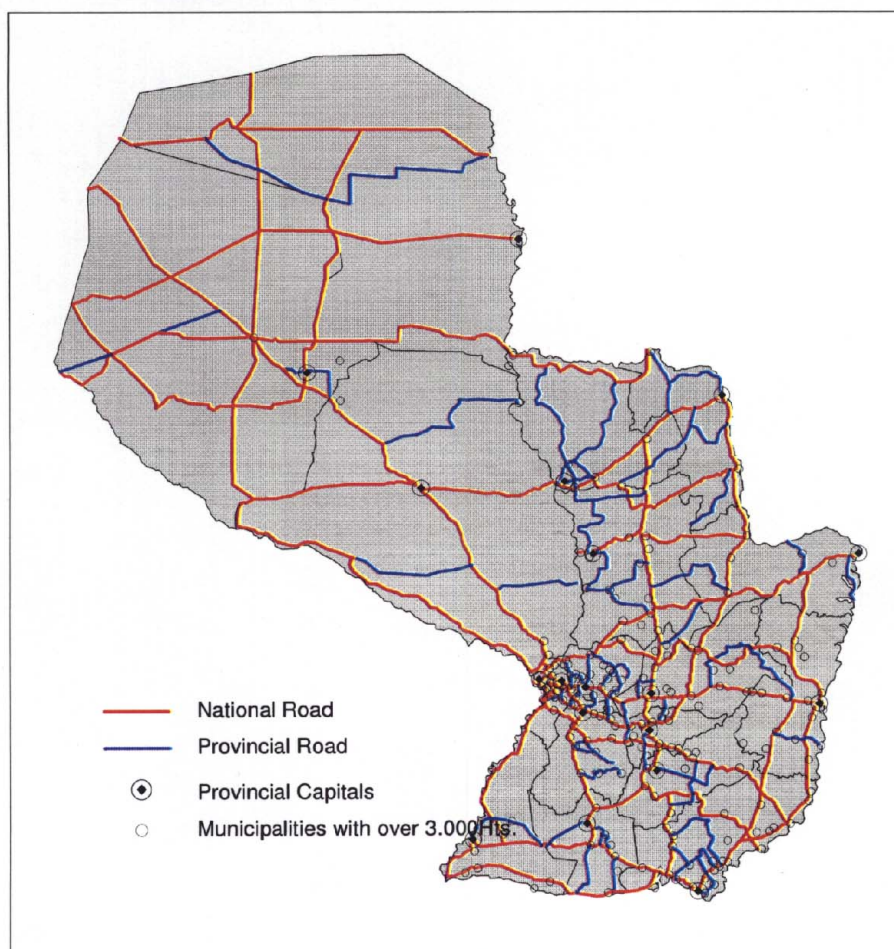 National Road
Provincial Road
Provincial Capitals
Municipalities with over 3.000Hts.